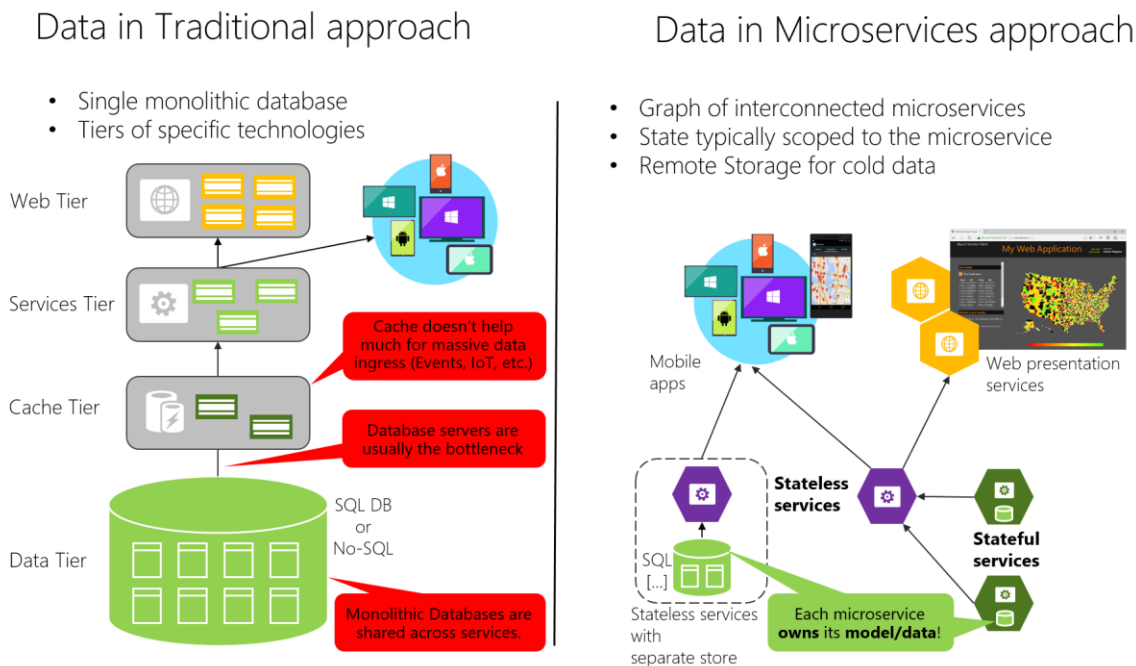 Data in Traditional approach
• Single monolithic database
• Tiers of specific technologies
Web Tier
Services Tier
Cache doesn't help
much for massive data
ingress (Events, IoT, etc.)
Cache Tier
Database servers are
usually the bottleneck
SQL DB
or
No-SQL
Data Tier
Monolithic Databases are
shared across services.
Data in Microservices approach
• Graph of interconnected microservices
• State typically scoped to the microservice
• Remote Storage for cold data
My Web Application
Mobile
apps
Web presentation
services
Stateless
services
SQL
[...]
Stateful
services
Stateless services
with
separate store
Each microservice
owns its model/data!